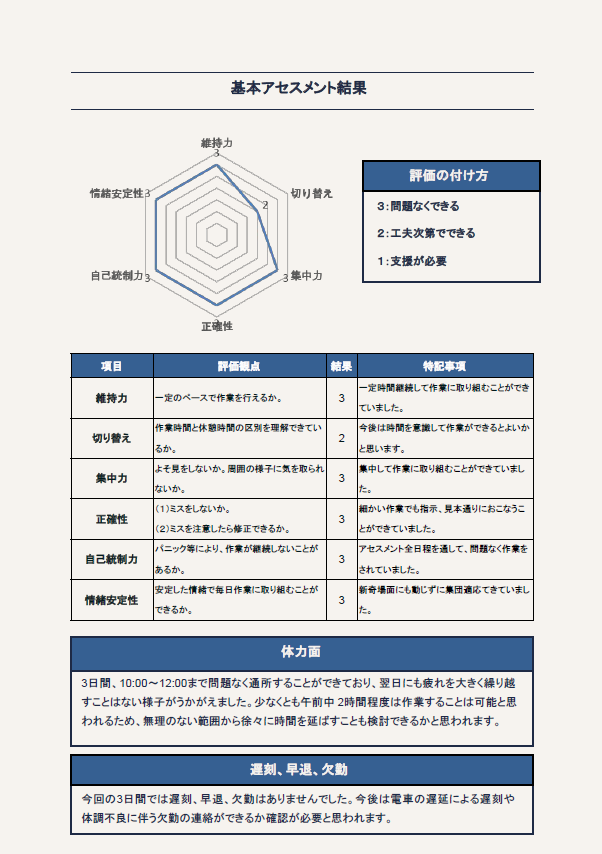 基本アセスメント結果
維持力
3
情緒安定性 3
2
切り替え
自己統制力 3
3 集中力
3
正確性
評価の付け方
3：問題なくできる
2：工夫次第でできる
1：支援が必要
項目 評価観点 結果 特記事項
維持力 一定のペースで作業を行えるか。 3 一定時間継続して作業に取り組むことができ
ていました。
切り替え 作業時間と休憩時間の区別を理解できてい
るか。 2 今後は時間を意識して作業ができるとよいか
と思います。
集中力 よそ見をしないか。周囲の様子に気を取られ
ないか。 3 集中して作業に取り組むことができていまし
た。
正確性 （1）ミスをしないか。
（2）ミスを注意したら修正できるか。 3 細かい作業でも指示、見本通りにおこなうこ
とができていました。
自己統制力 パニック等により、作業が継続しないことが
あるか。 3 アセスメント全日程を通して、問題なく作業を
されていました。
情緒安定性 安定した情緒で毎日作業に取り組むことが
できるか。 3 新奇場面にも動じずに集団適応できていまし
た。
体力面
3日間、10:00～12:00まで問題なく通所することができており、翌日にも疲れを大きく繰り越
すことはない様子がうかがえました。少なくとも午前中 2時間程度は作業することは可能と思
われるため、無理のない範囲から徐々に時間を延ばすことも検討できるかと思われます。
遅刻、早退、欠勤
今回の3日間では遅刻、早退、欠勤はありませんでした。今後は電車の遅延による遅刻や
体調不良に伴う欠勤の連絡ができるか確認が必要と思われます。